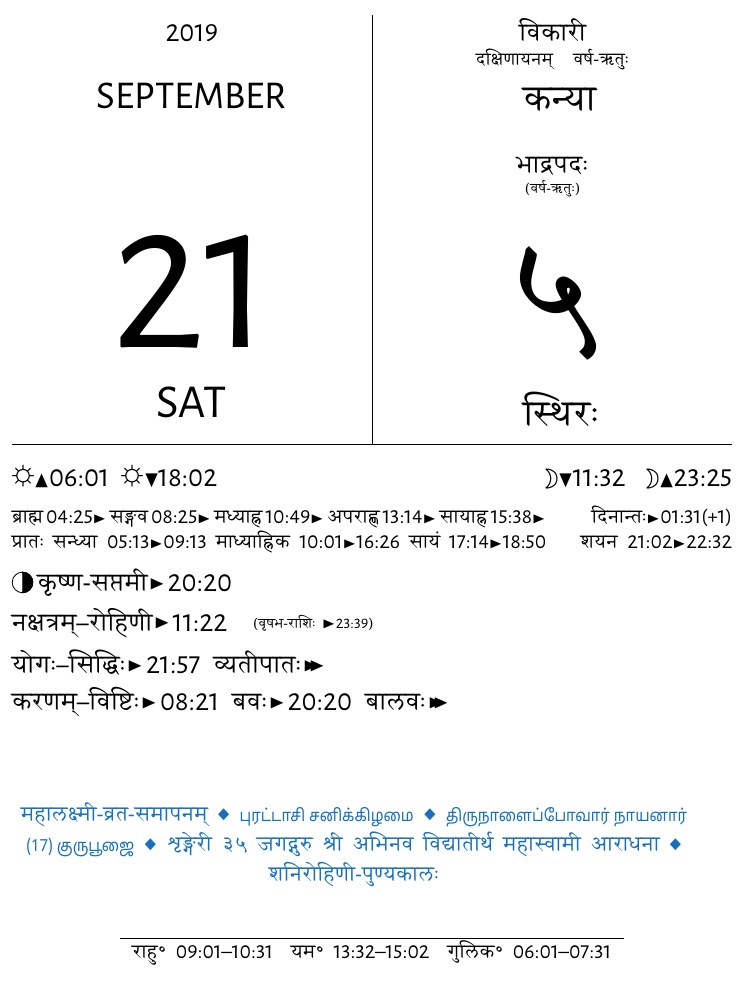 2019
SEPTEMBER
21
SAT
विकारी
दक्षिणायनम् वर्ष-ऋतुः
कन्या
भाद्रपदः
(वर्ष-ऋतुः)
५
स्थिरः
☼▲06:01 ☼▼18:02 ☽▼11:32 ☽▲23:25
ब्राह्म 04:25► सङ्गव 08:25► मध्याह्न 10:49► अपराह्ण 13:14► सायाह्न 15:38► दिनान्तः►01:31(+1)
प्रातः सन्ध्या 05:13►09:13 माध्याह्निक 10:01►16:26 सायं 17:14►18:50 शयन 21:02►22:32
◑ कृष्ण-सप्तमी► 20:20
नक्षत्रम्–रोहिणी► 11:22 (वृषभ-राशिः ►23:39)
योगः–सिद्धिः► 21:57 व्यतीपातः►►
करणम्–विष्टिः► 08:21 बवः► 20:20 बालवः►►
महालक्ष्मी-व्रत-समापनम् ◆ புரட்டாசி சனிக்கிழமை ◆ திருநாளைப்போவார் நாயனார்
(17) குருபூஜை ◆ शृङ्गेरी ३५ जगद्गुरु श्री अभिनव विद्यातीर्थ महास्वामी आराधना ◆
शनिरोहिणी-पुण्यकालः
राहु° 09:01–10:31 यम° 13:32–15:02 गुलिक° 06:01–07:31